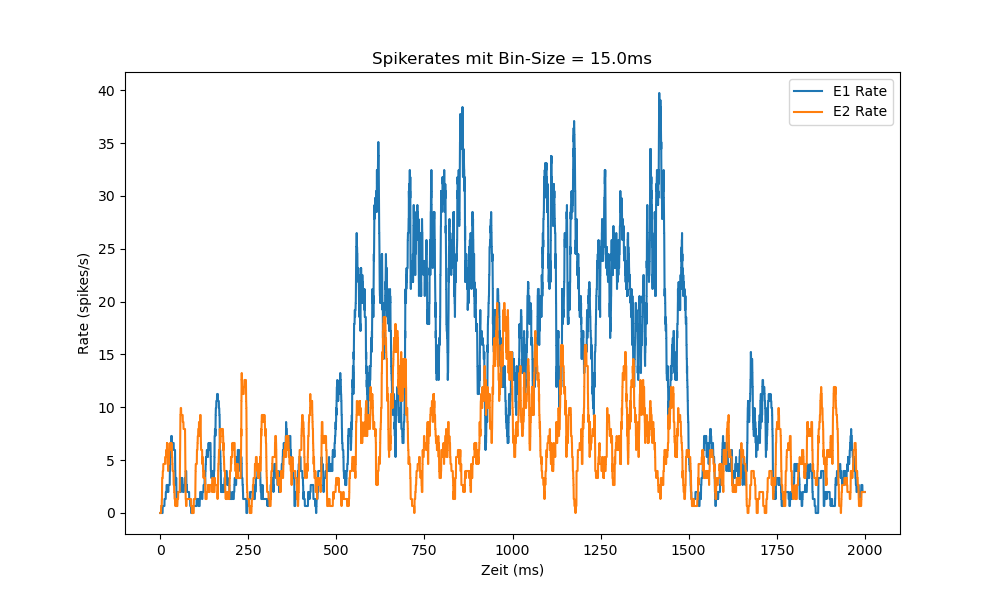 Spikerates mit Bin-Size = 15.0ms
E1 Rate
E2 Rate
Rate (spikes/s)
40
35
30
25
20
15
10
5
0
0 250 500 750 1000 1250 1500 1750 2000
Zeit (ms)